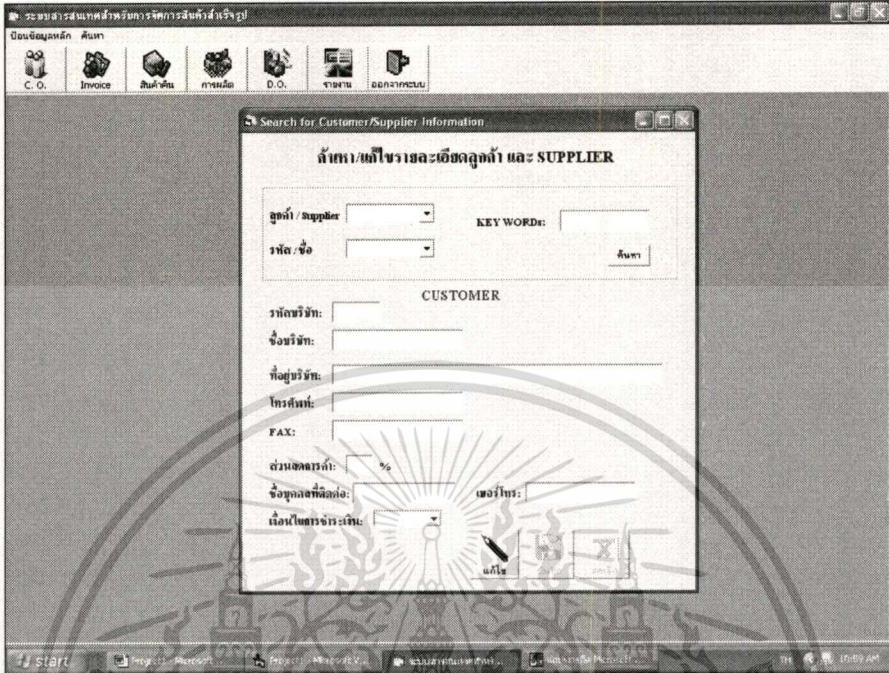 ระบบสารสนเทศสำหรับการจัดการสินค้าสำเร็จรูป
ป้อนข้อมูลหลัก ค้นหา
C. O. Invoice สินค้าคืน การผลิต D.O. รายงาน ออกจากระบบ
Search for Customer/Supplier Information
ค้นหา/แก้ไขรายละเอียดลูกค้า และ SUPPLIER
ลูกค้า / Supplier KEY WORDs:
รหัส / ชื่อ ค้นหา
CUSTOMER
รหัสบริษัท:
ชื่อบริษัท:
ที่อยู่บริษัท:
โทรศัพท์:
FAX:
ส่วนลดการค้า: %
ชื่อบุคคลที่ติดต่อ: เบอร์โทร:
เงื่อนไขการชำระเงิน:
แก้ไข
start Project Microsoft Project Microsoft V... TH 10:09 AM